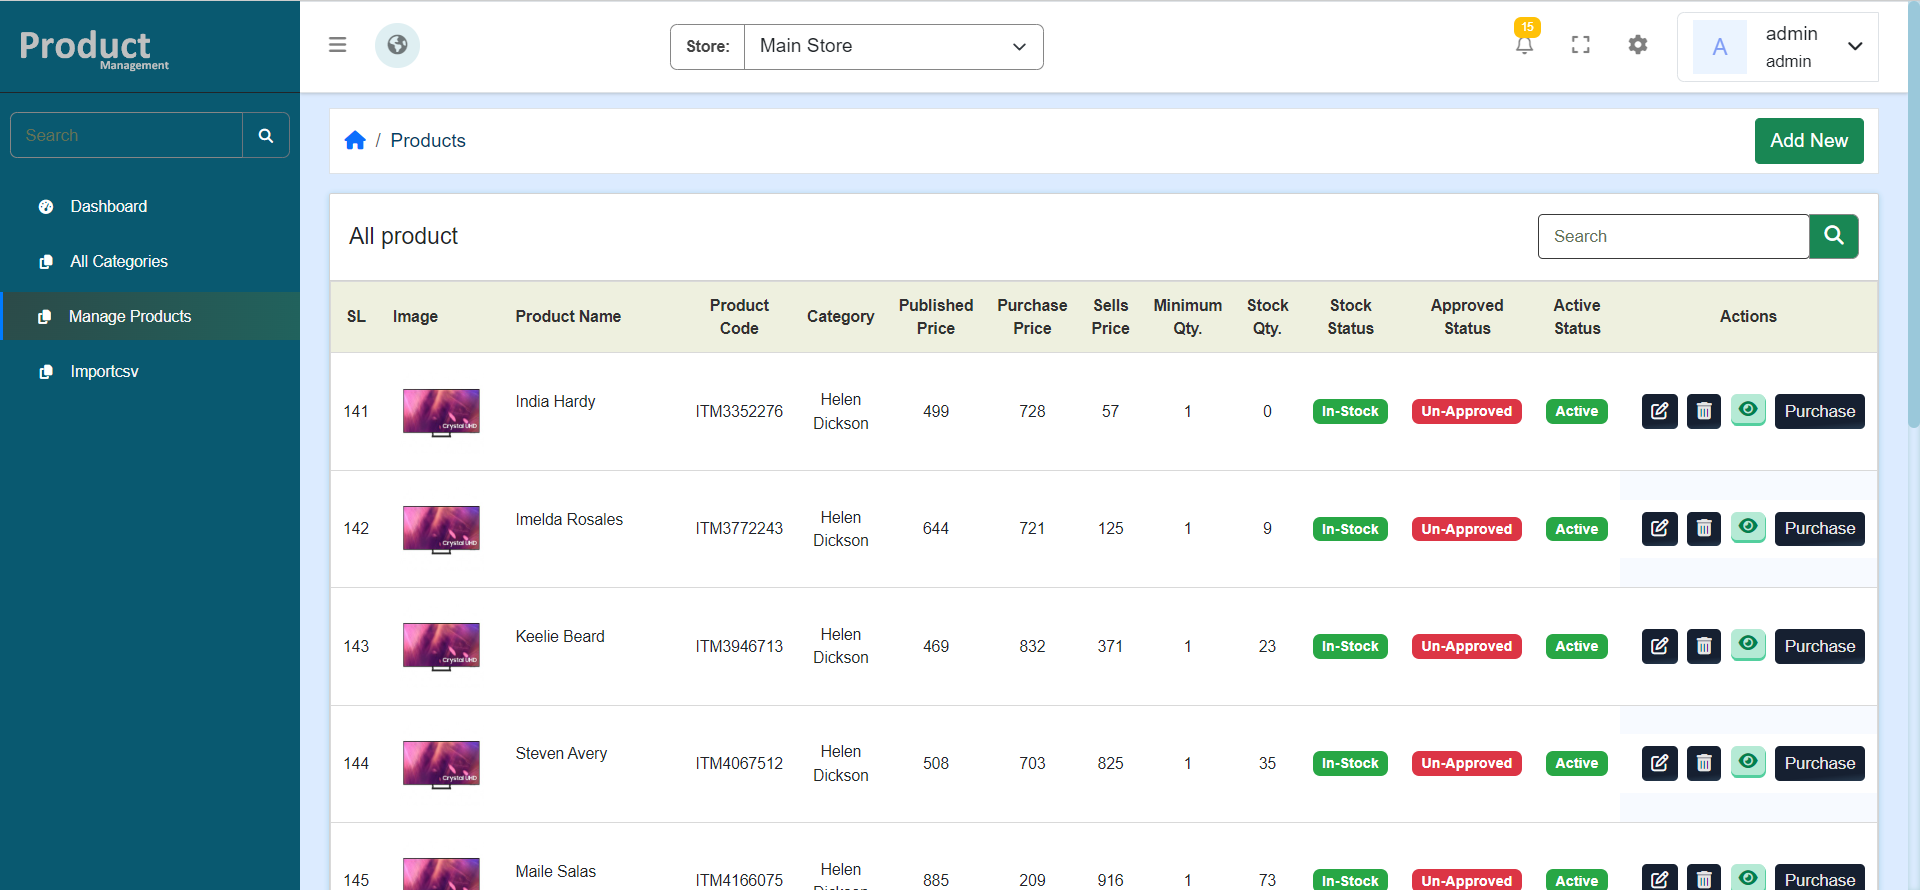 Product
Management
Search
Dashboard
All Categories
Manage Products
Importcsv
Store: Main Store
15
A
admin
admin
/ Products
Add New
All product
Search
SL Image Product Name Product Code Category Published Price Purchase Price Sells Price Minimum Qty. Stock Qty. Stock Status Approved Status Active Status Actions
141 Crystal UHD India Hardy ITM3352276 Helen Dickson 499 728 57 1 0 In-Stock Un-Approved Active Purchase
142 Crystal UHD Imelda Rosales ITM3772243 Helen Dickson 644 721 125 1 9 In-Stock Un-Approved Active Purchase
143 Crystal UHD Keelie Beard ITM3946713 Helen Dickson 469 832 371 1 23 In-Stock Un-Approved Active Purchase
144 Crystal UHD Steven Avery ITM4067512 Helen Dickson 508 703 825 1 35 In-Stock Un-Approved Active Purchase
145 Maile Salas ITM4166075 Helen 885 209 916 1 73 In-Stock Un-Approved Active Purchase